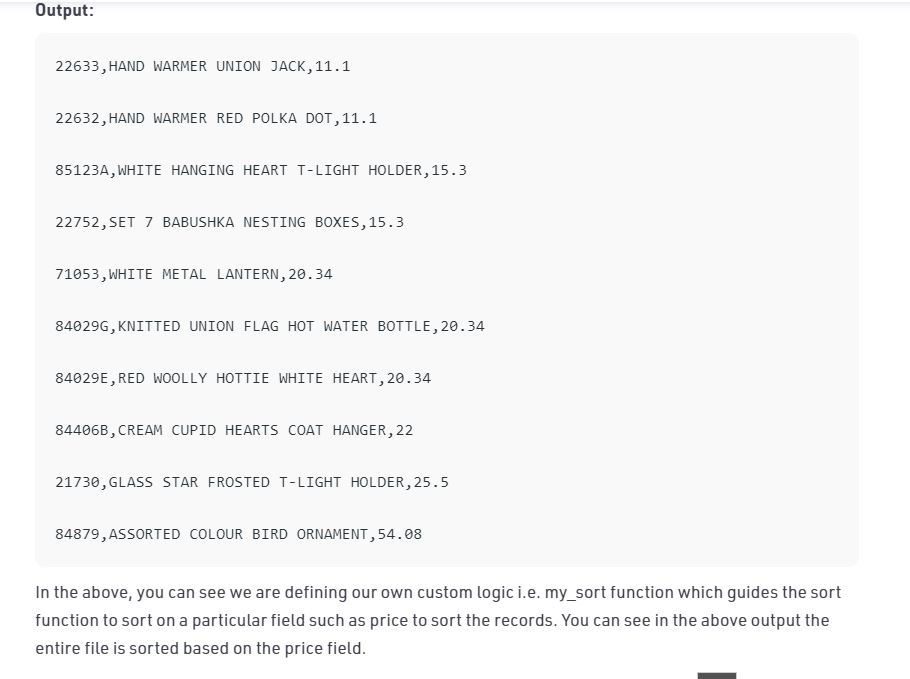 Output:
22633,HAND WARMER UNION JACK,11.1
22632,HAND WARMER RED POLKA DOT,11.1
85123A,WHITE HANGING HEART T-LIGHT HOLDER,15.3
22752,SET 7 BABUSHKA NESTING BOXES,15.3
71053,WHITE METAL LANTERN,20.34
84029G,KNITTED UNION FLAG HOT WATER BOTTLE,20.34
84029E,RED WOOLLY HOTTIE WHITE HEART,20.34
84406B,CREAM CUPID HEARTS COAT HANGER,22
21730,GLASS STAR FROSTED T-LIGHT HOLDER,25.5
84879,ASSORTED COLOUR BIRD ORNAMENT,54.08
In the above, you can see we are defining our own custom logic i.e. my_sort function which guides the sort
function to sort on a particular field such as price to sort the records. You can see in the above output the
entire file is sorted based on the price field.